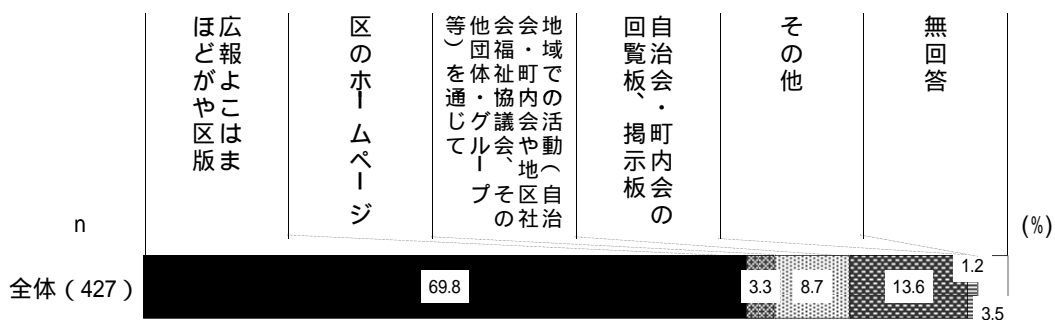 広報よこはま
ほどがや区版
区のホームページ
地域での活動（自治
会・町内会や地区社
会福祉協議会、その
他団体・グループ
等）を通じて
自治会・町内会の
回覧板、掲示板
その他
無回答
n
(%)
全体（427）
69.8
3.3
8.7
13.6
1.2
3.5